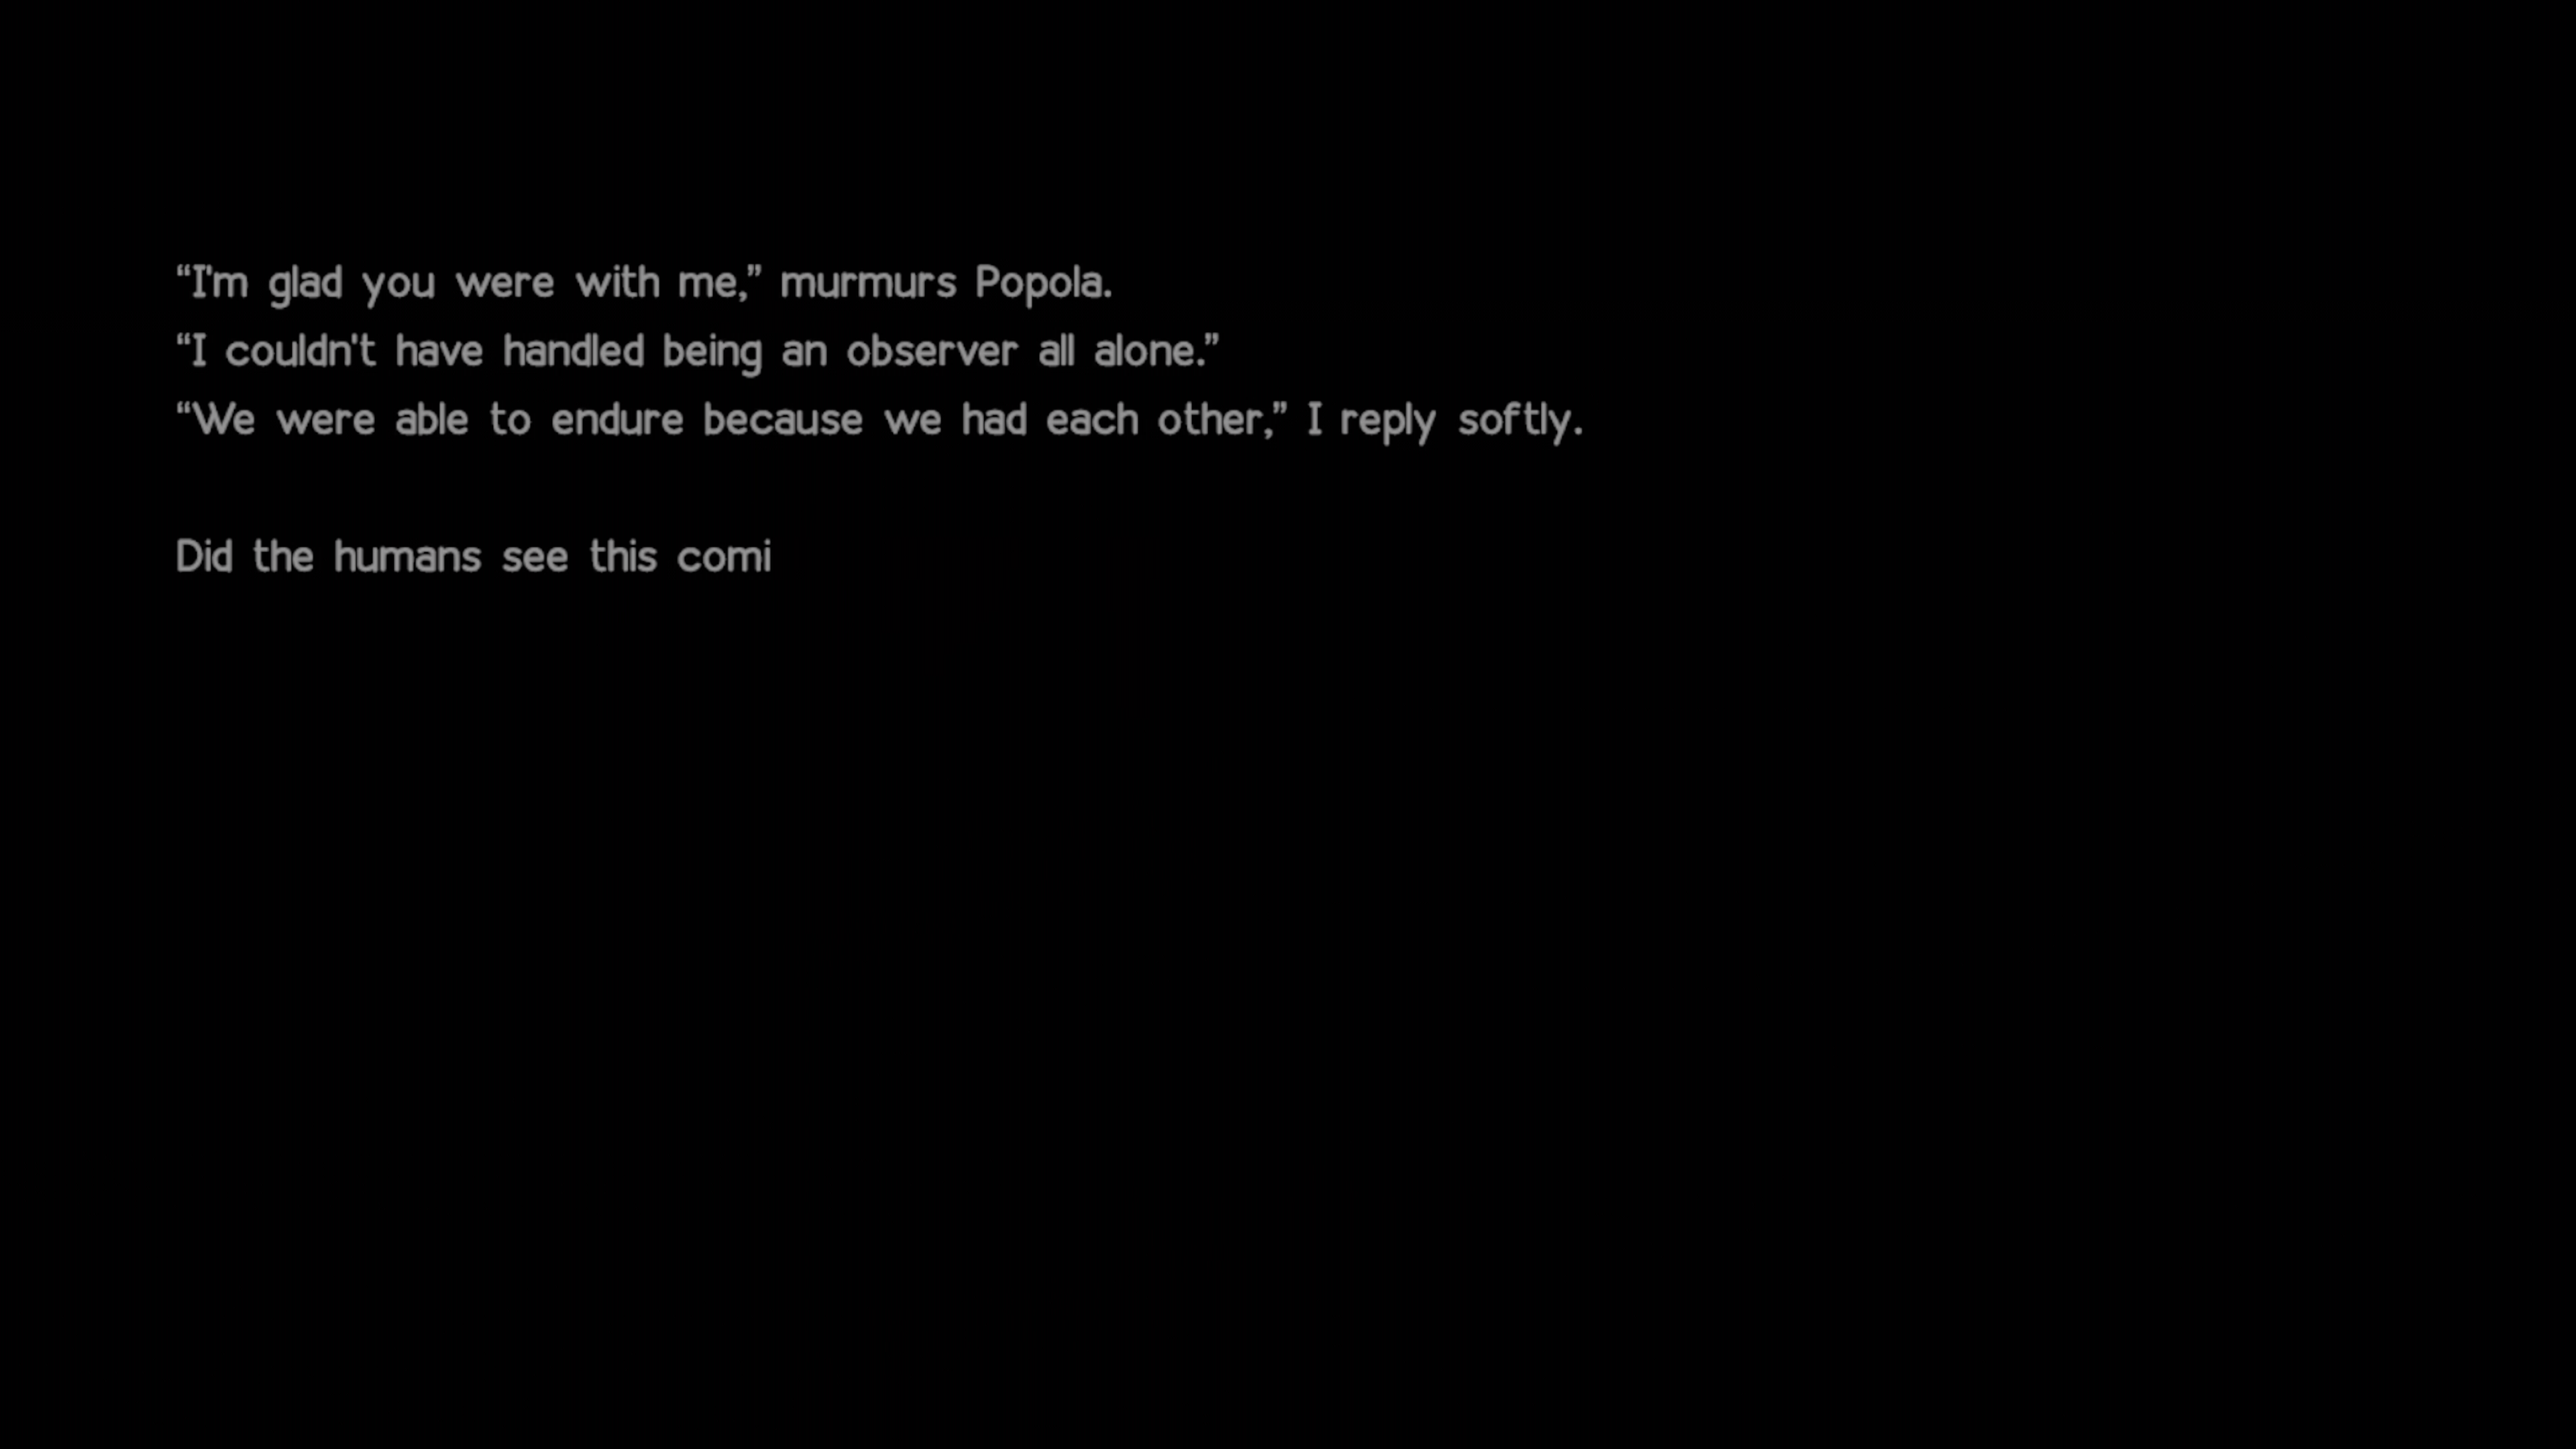 “I'm glad you were with me,” murmurs Popola.
“I couldn't have handled being an observer all alone.”
“We were able to endure because we had each other,” I reply softly.
Did the humans see this comi